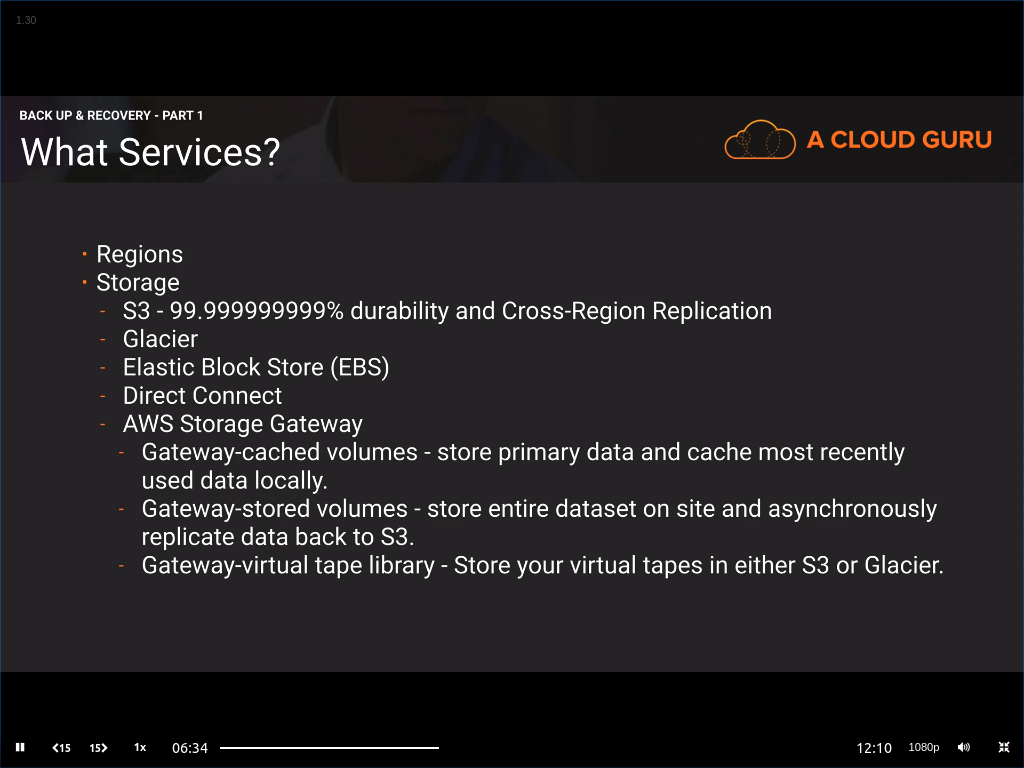 1.30
BACK UP & RECOVERY - PART 1
What Services?
A CLOUD GURU
· Regions
· Storage
- S3 - 99.999999999% durability and Cross-Region Replication
- Glacier
- Elastic Block Store (EBS)
- Direct Connect
- AWS Storage Gateway
- Gateway-cached volumes - store primary data and cache most recently
used data locally.
- Gateway-stored volumes - store entire dataset on site and asynchronously
replicate data back to S3.
- Gateway-virtual tape library - Store your virtual tapes in either S3 or Glacier.
15 15 1x 06:34 12:10 1080p